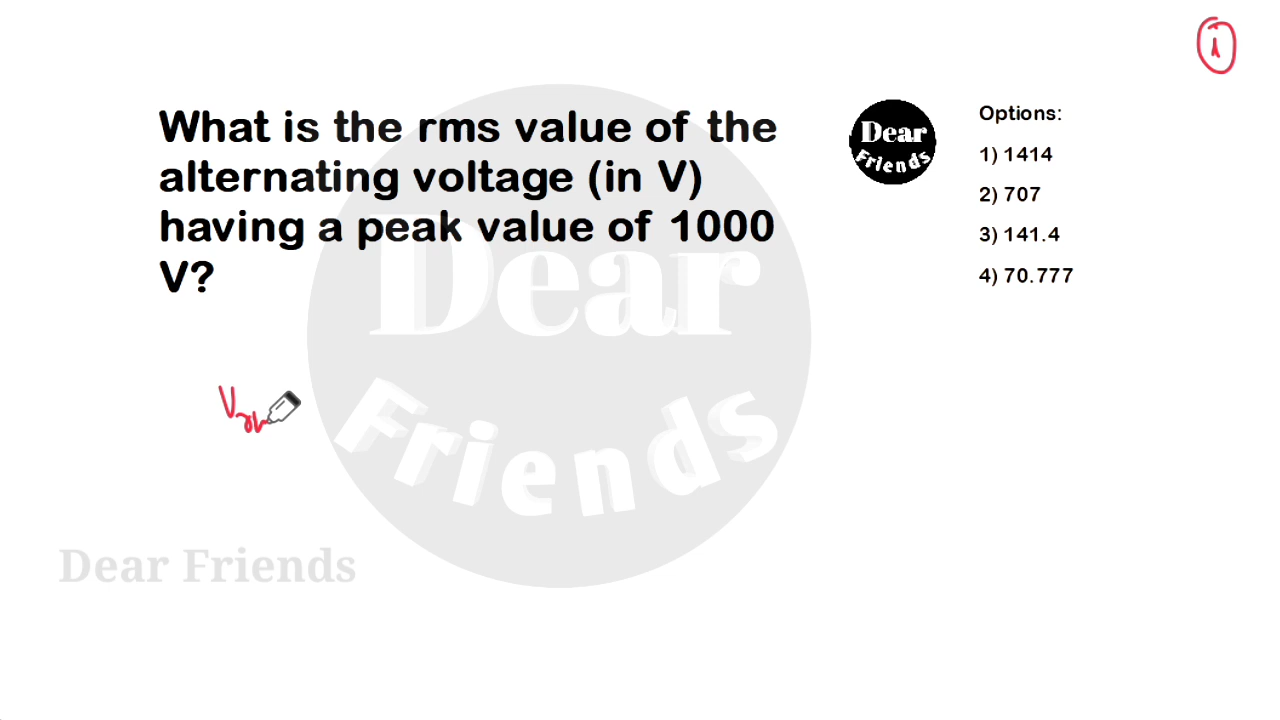 What is the rms value of the
alternating voltage (in V)
having a peak value of 1000
V?
Dear
Friends
Options:
1) 1414
2) 707
3) 141.4
4) 70.777
Dear
Friends
Dear Friends